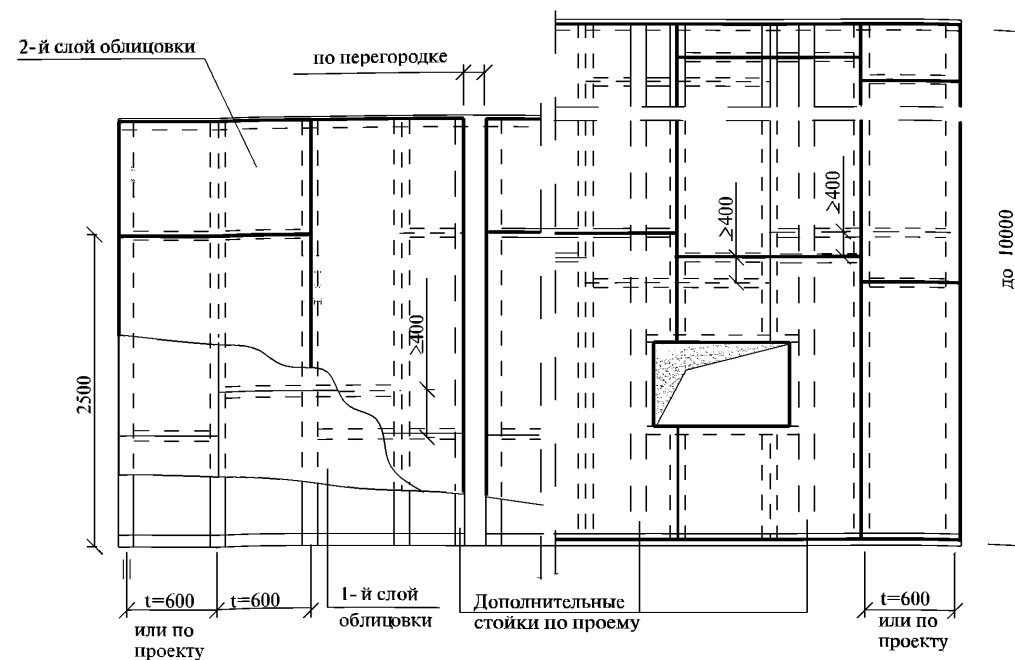 2-й слой облицовки
по перегородке
≥400
≥400
≥400
до 10000
2500
t=600
t=600
или по
проекту
1-й слой
облицовки
Дополнительные
стойки по проему
t=600
или по
проекту